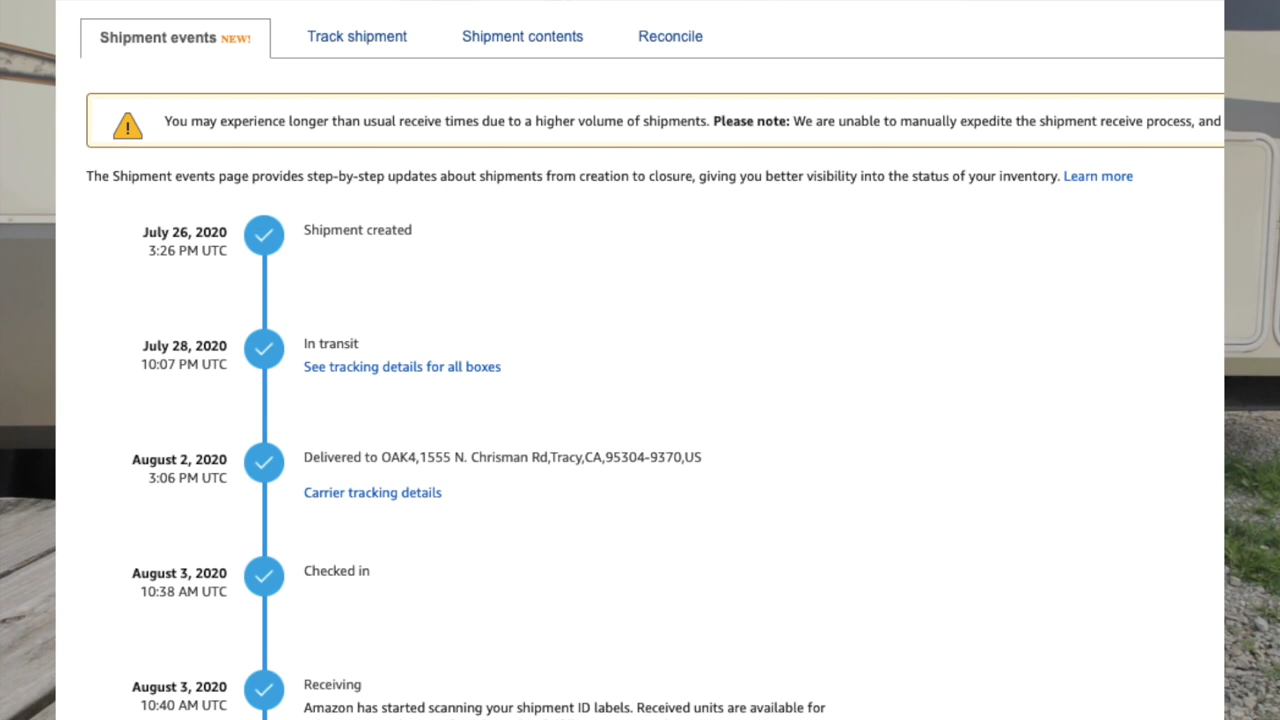 Shipment events NEW! Track shipment Shipment contents Reconcile
You may experience longer than usual receive times due to a higher volume of shipments. Please note: We are unable to manually expedite the shipment receive process, and
The Shipment events page provides step-by-step updates about shipments from creation to closure, giving you better visibility into the status of your inventory. Learn more
July 26, 2020 Shipment created
3:26 PM UTC
July 28, 2020 In transit
10:07 PM UTC See tracking details for all boxes
August 2, 2020 Delivered to OAK4,1555 N. Chrisman Rd,Tracy,CA,95304-9370,US
3:06 PM UTC
Carrier tracking details
August 3, 2020 Checked in
10:38 AM UTC
August 3, 2020 Receiving
10:40 AM UTC Amazon has started scanning your shipment ID labels. Received units are available for